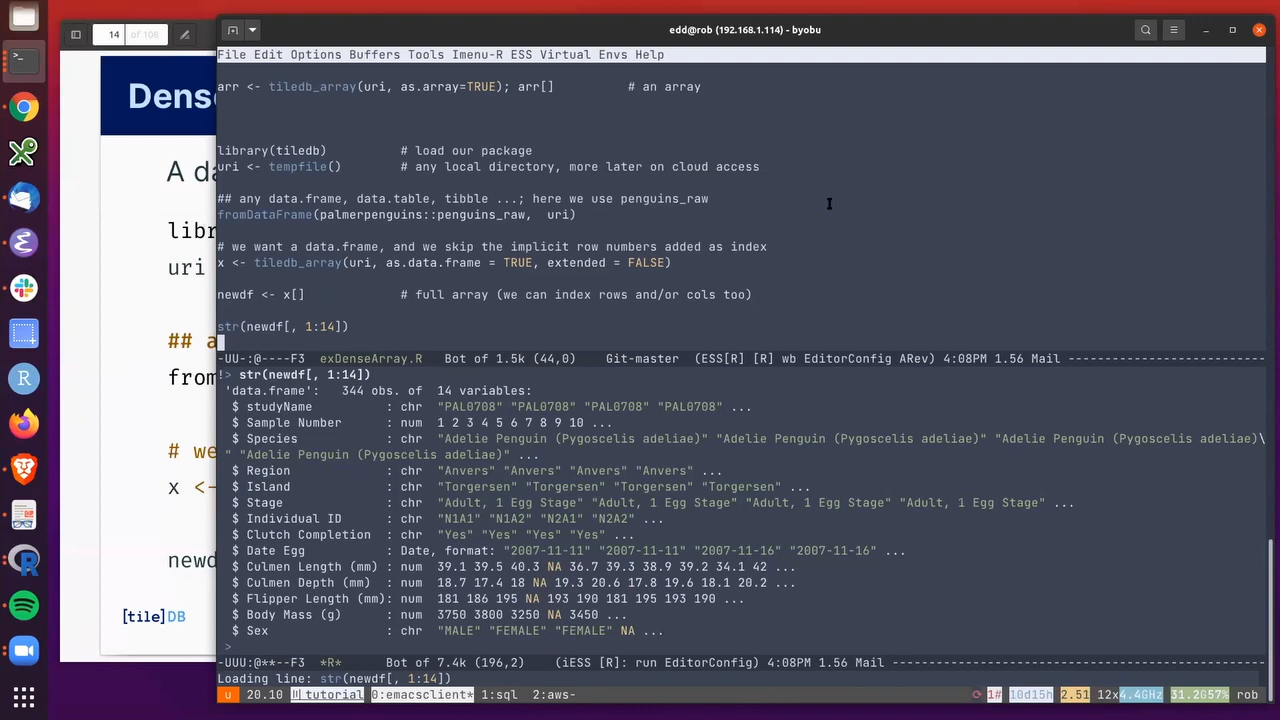 14 of 108
edd@rob (192.168.1.114) - byobu
File Edit Options Buffers Tools Imenu-R ESS Virtual Envs Help
arr <- tiledb_array(uri, as.array=TRUE); arr[] # an array
library(tiledb) # load our package
uri <- tempfile() # any local directory, more later on cloud access
## any data.frame, data.table, tibble ...; here we use penguins_raw
fromDataFrame(palmerpenguins::penguins_raw, uri)
# we want a data.frame, and we skip the implicit row numbers added as index
x <- tiledb_array(uri, as.data.frame = TRUE, extended = FALSE)
newdf <- x[] # full array (we can index rows and/or cols too)
str(newdf[, 1:14])
-UU-:@----F3 exDenseArray.R Bot of 1.5k (44,0) Git-master (ESS[R] [R] wb EditorConfig ARev) 4:08PM 1.56 Mail --------------------------
!> str(newdf[, 1:14])
'data.frame': 344 obs. of 14 variables:
$ studyName : chr "PAL0708" "PAL0708" "PAL0708" "PAL0708" ...
$ Sample Number : num 1 2 3 4 5 6 7 8 9 10 ...
$ Species : chr "Adelie Penguin (Pygoscelis adeliae)" "Adelie Penguin (Pygoscelis adeliae)" "Adelie Penguin (Pygoscelis adeliae)\
" "Adelie Penguin (Pygoscelis adeliae)" ...
$ Region : chr "Anvers" "Anvers" "Anvers" "Anvers" ...
$ Island : chr "Torgersen" "Torgersen" "Torgersen" "Torgersen" ...
$ Stage : chr "Adult, 1 Egg Stage" "Adult, 1 Egg Stage" "Adult, 1 Egg Stage" "Adult, 1 Egg Stage" ...
$ Individual ID : chr "N1A1" "N1A2" "N2A1" "N2A2" ...
$ Clutch Completion : chr "Yes" "Yes" "Yes" "Yes" ...
$ Date Egg : Date, format: "2007-11-11" "2007-11-11" "2007-11-16" "2007-11-16" ...
$ Culmen Length (mm) : num 39.1 39.5 40.3 NA 36.7 39.3 38.9 39.2 34.1 42 ...
$ Culmen Depth (mm) : num 18.7 17.4 18 NA 19.3 20.6 17.8 19.6 18.1 20.2 ...
$ Flipper Length (mm): num 181 186 195 NA 193 190 181 195 193 190 ...
$ Body Mass (g) : num 3750 3800 3250 NA 3450 ...
$ Sex : chr "MALE" "FEMALE" "FEMALE" NA ...
>
-UUU:@**--F3 *R* Bot of 7.4k (196,2) (iESS [R]: run EditorConfig) 4:08PM 1.56 Mail ------------------------------------------------
Loading line: str(newdf[, 1:14])
u 20.10 tutorial 0:emacsclient* 1:sql 2:aws- 1# 10d15h 2.51 12x4.4GHz 31.2G57% rob
Dense
A da
libr
uri
## a
from
# we
x <-
newd
[tile]DB